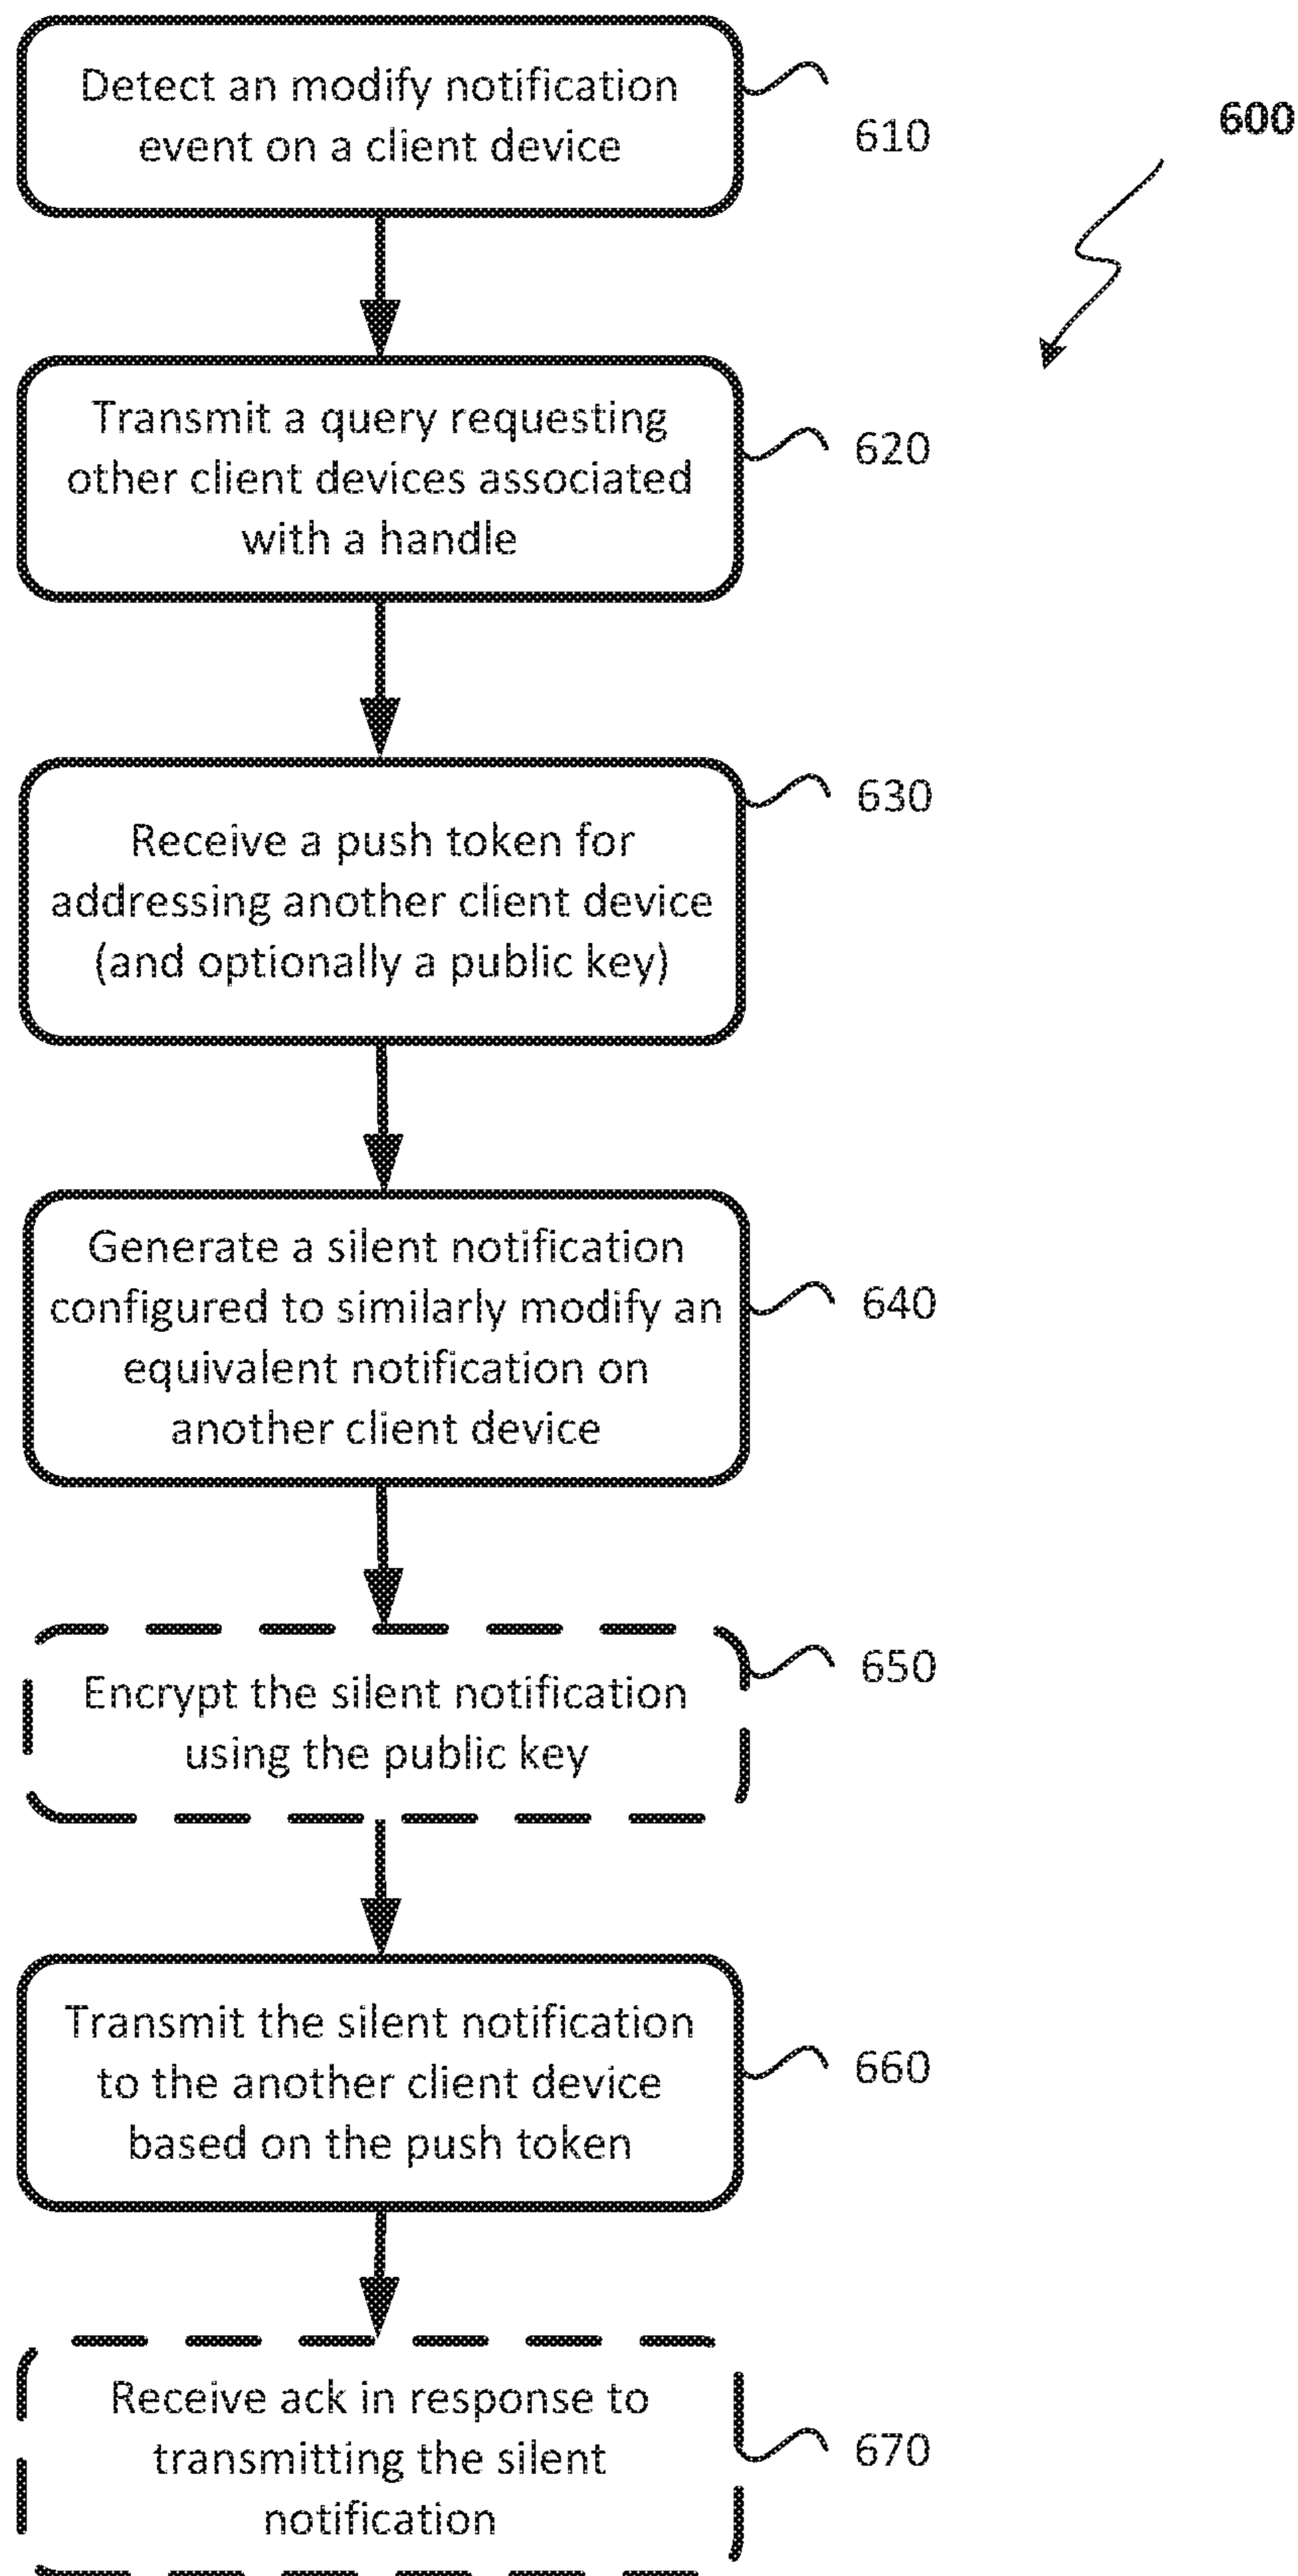 Detect an modify notification
event on a client device
610
600
Transmit a query requesting
other client devices associated
with a handle
620
630
Receive a push token for
addressing another client device
(and optionally a public key)
Generate a silent notification
configured to similarly modify an
equivalent notification on
another client device
640
650
Encrypt the silent notification
using the public key
Transmit the silent notification
to the another client device
based on the push token
660
Receive ack in response to
transmitting the silent
notification
670